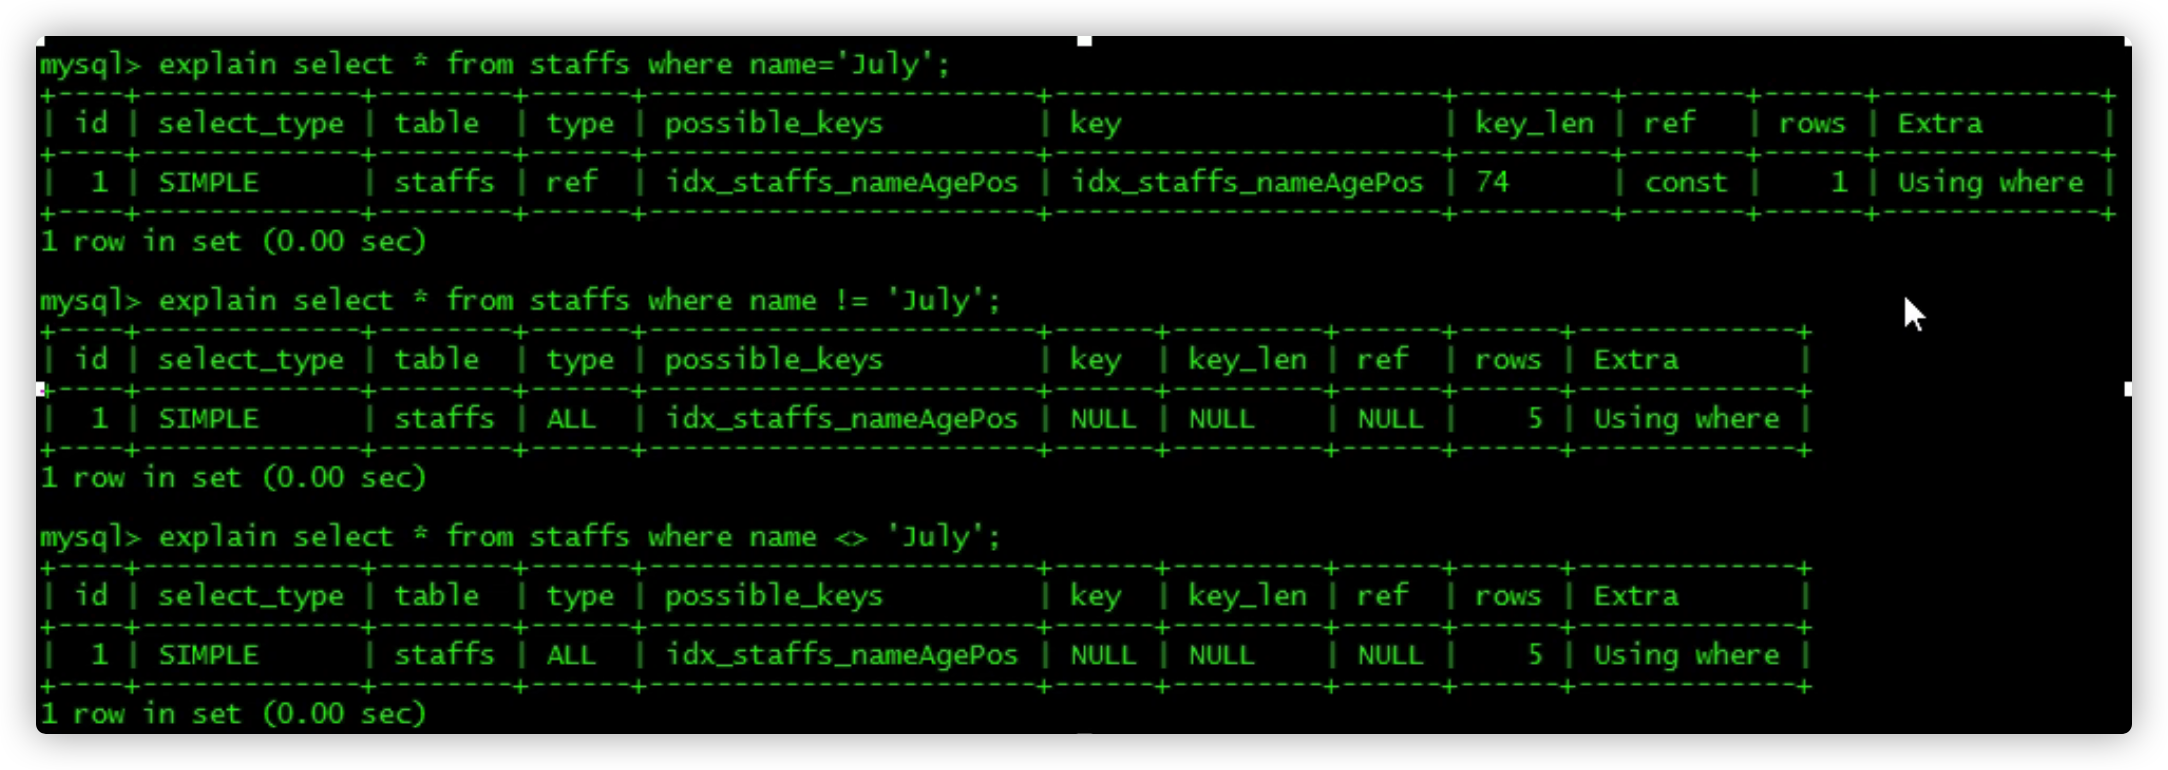 mysql> explain select * from staffs where name='July';
+----+-------------+--------+------+-----------------------+-----------------------+---------+-------+------+-------------+
| id | select_type | table  | type | possible_keys         | key                   | key_len | ref   | rows | Extra       |
+----+-------------+--------+------+-----------------------+-----------------------+---------+-------+------+-------------+
|  1 | SIMPLE      | staffs | ref  | idx_staffs_nameAgePos | idx_staffs_nameAgePos | 74      | const |    1 | Using where |
+----+-------------+--------+------+-----------------------+-----------------------+---------+-------+------+-------------+
1 row in set (0.00 sec)
mysql> explain select * from staffs where name != 'July';
+----+-------------+--------+------+-----------------------+------+---------+------+------+-------------+
| id | select_type | table  | type | possible_keys         | key  | key_len | ref  | rows | Extra       |
+----+-------------+--------+------+-----------------------+------+---------+------+------+-------------+
|  1 | SIMPLE      | staffs | ALL  | idx_staffs_nameAgePos | NULL | NULL    | NULL |    5 | Using where |
+----+-------------+--------+------+-----------------------+------+---------+------+------+-------------+
1 row in set (0.00 sec)
mysql> explain select * from staffs where name <> 'July';
+----+-------------+--------+------+-----------------------+------+---------+------+------+-------------+
| id | select_type | table  | type | possible_keys         | key  | key_len | ref  | rows | Extra       |
+----+-------------+--------+------+-----------------------+------+---------+------+------+-------------+
|  1 | SIMPLE      | staffs | ALL  | idx_staffs_nameAgePos | NULL | NULL    | NULL |    5 | Using where |
+----+-------------+--------+------+-----------------------+------+---------+------+------+-------------+
1 row in set (0.00 sec)